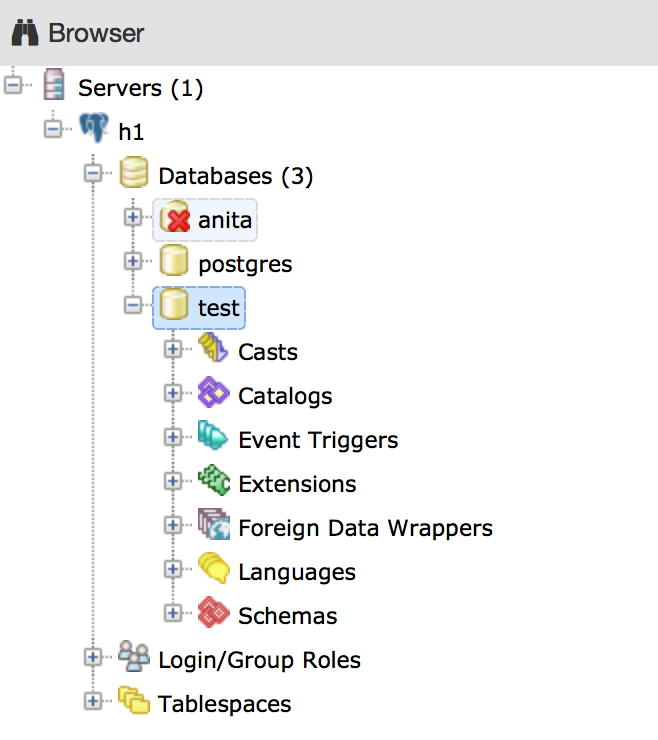 Browser
Servers (1)
h1
Databases (3)
anita
postgres
test
Casts
Catalogs
Event Triggers
Extensions
Foreign Data Wrappers
Languages
Schemas
Login/Group Roles
Tablespaces